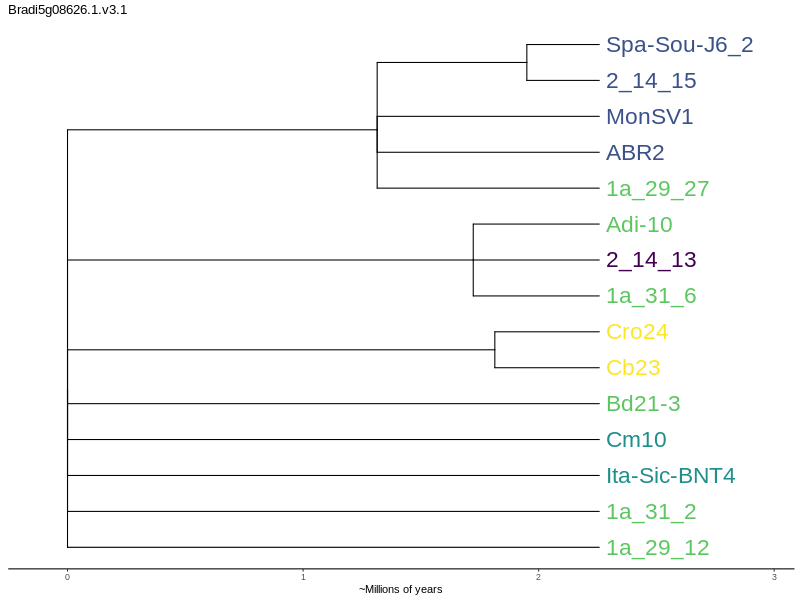 Bradi5g08626.1.v3.1
Spa-Sou-J6_2
2_14_15
MonSV1
ABR2
1a_29_27
Adi-10
2_14_13
1a_31_6
Cro24
Cb23
Bd21-3
Cm10
Ita-Sic-BNT4
1a_31_2
1a_29_12
0 1 2 3
~Millions of years